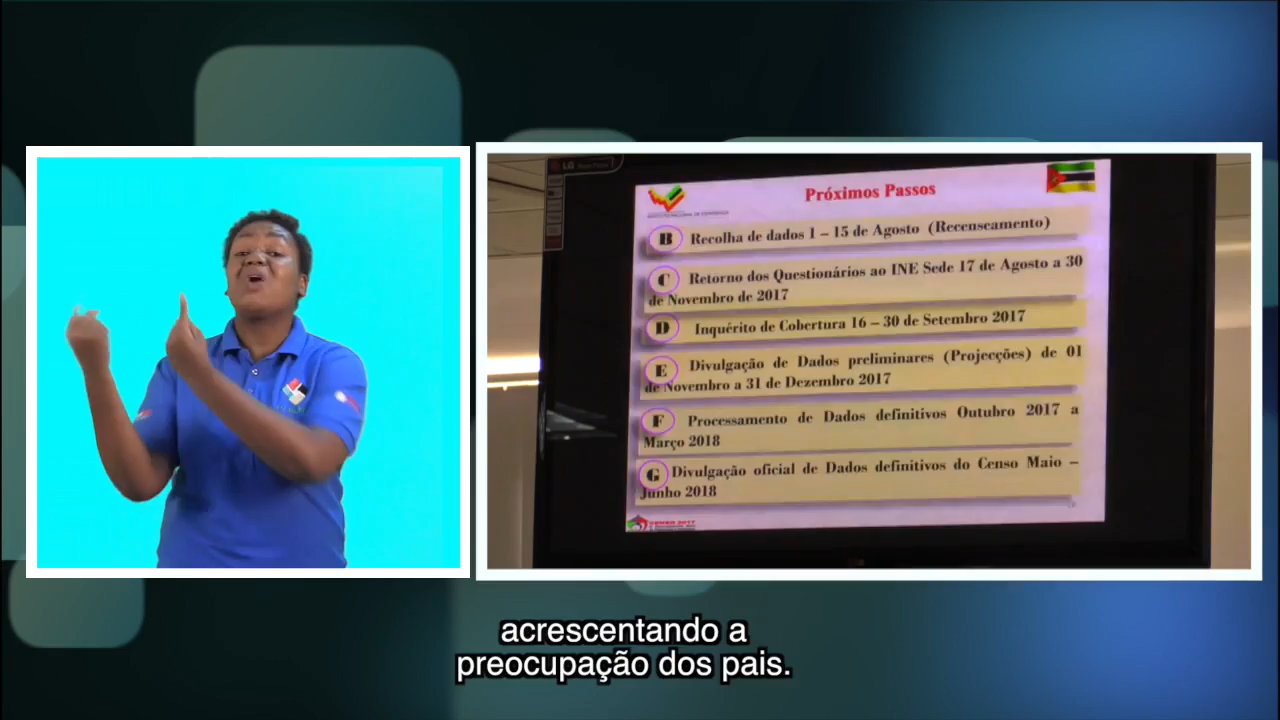 LG
Próximos Passos
B Recolha de dados 1 – 15 de Agosto (Recenseamento)
C Retorno dos Questionários ao INE Sede 17 de Agosto a 30
de Novembro de 2017
D Inquérito de Cobertura 16 – 30 de Setembro 2017
E Divulgação de Dados preliminares (Projecções) de 01
de Novembro a 31 de Dezembro 2017
F Processamento de Dados definitivos Outubro 2017 a
Março 2018
G Divulgação oficial de Dados definitivos do Censo Maio –
Junho 2018
CENSO 2017
acrescentando a
preocupação dos pais.